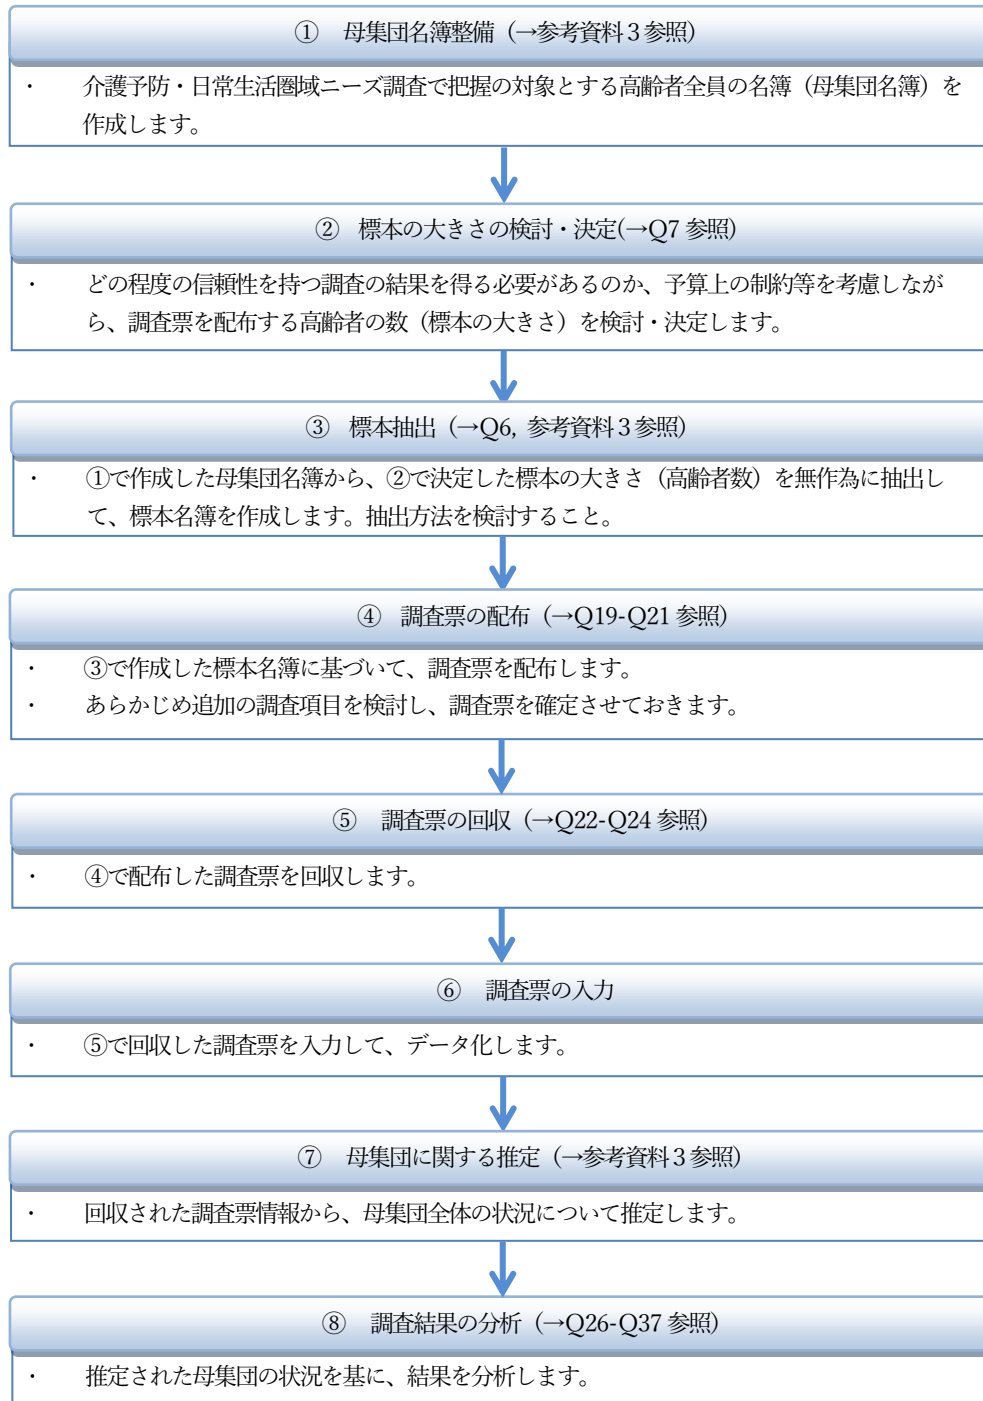 ① 母集団名簿整備（→参考資料３参照）
・ 介護予防・日常生活圏域ニーズ調査で把握の対象とする高齢者全員の名簿（母集団名簿）を
作成します。
② 標本の大きさの検討・決定(→Q7 参照)
・ どの程度の信頼性を持つ調査の結果を得る必要があるのか、予算上の制約等を考慮しなが
ら、調査票を配布する高齢者の数（標本の大きさ）を検討・決定します。
③ 標本抽出（→Q6, 参考資料３参照）
・ ①で作成した母集団名簿から、②で決定した標本の大きさ（高齢者数）を無作為に抽出し
て、標本名簿を作成します。抽出方法を検討すること。
④ 調査票の配布（→Q19-Q21 参照）
・ ③で作成した標本名簿に基づいて、調査票を配布します。
・ あらかじめ追加の調査項目を検討し、調査票を確定させておきます。
⑤ 調査票の回収（→Q22-Q24 参照）
・ ④で配布した調査票を回収します。
⑥ 調査票の入力
・ ⑤で回収した調査票を入力して、データ化します。
⑦ 母集団に関する推定（→参考資料３参照）
・ 回収された調査票情報から、母集団全体の状況について推定します。
⑧ 調査結果の分析（→Q26-Q37 参照）
・ 推定された母集団の状況を基に、結果を分析します。